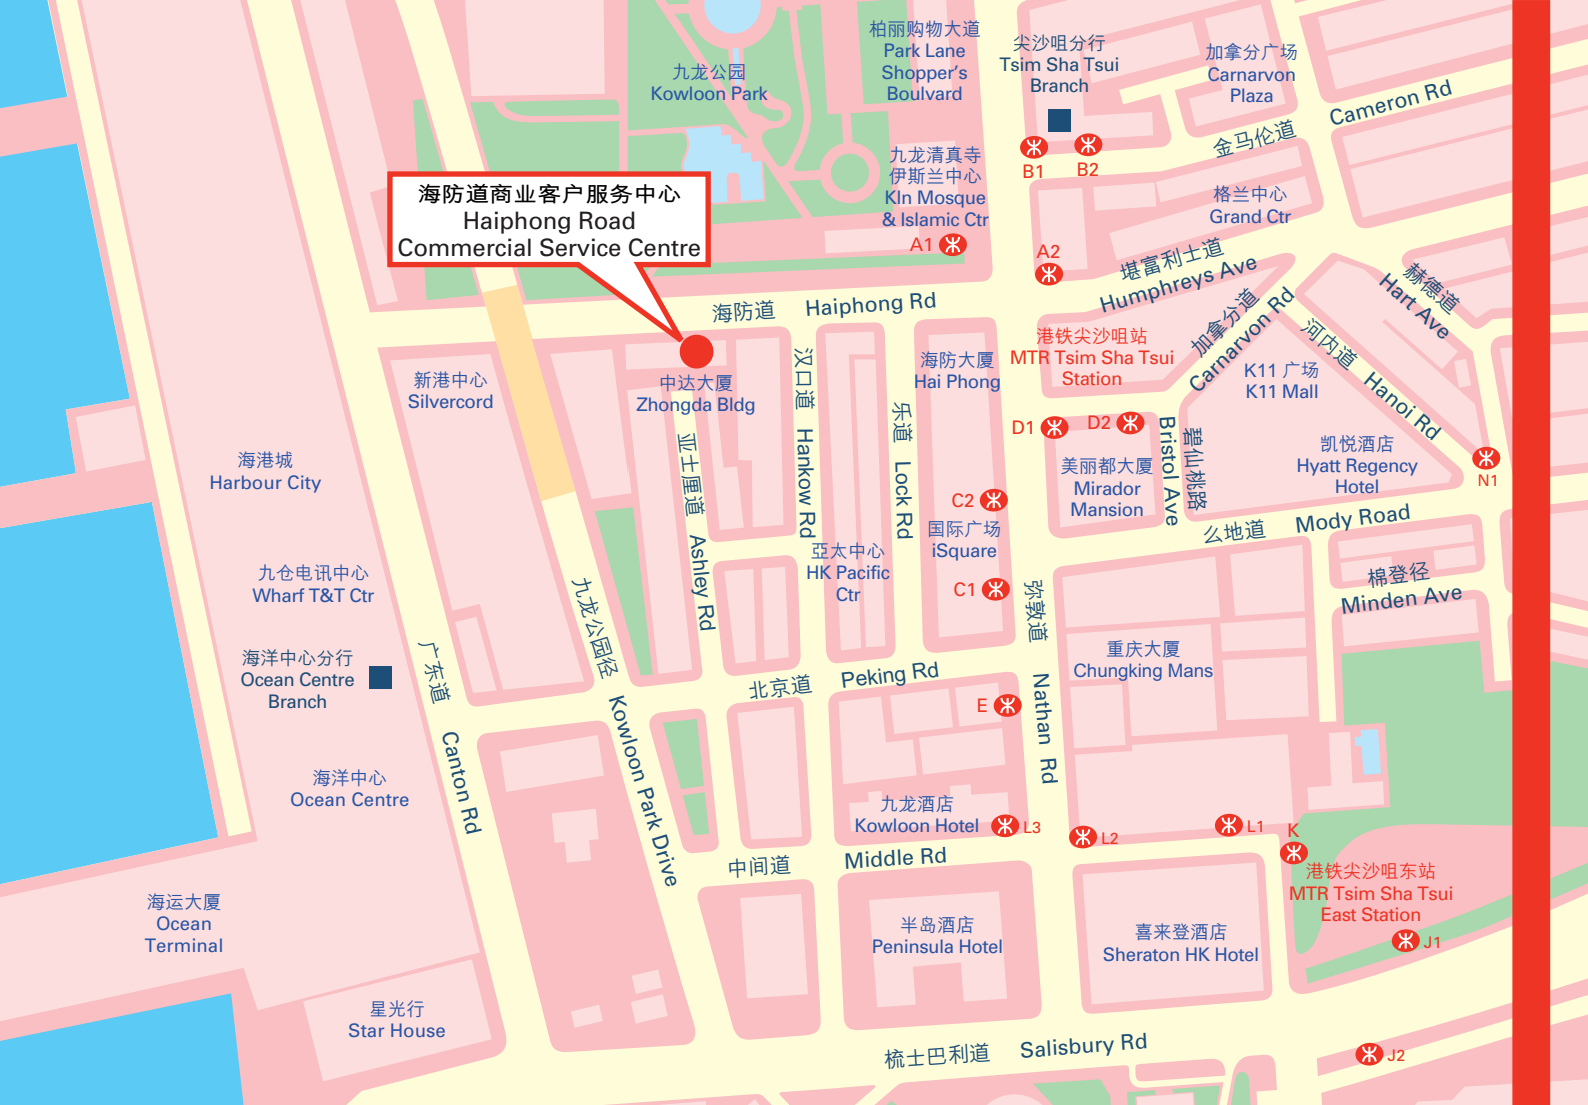 柏丽购物大道
Park Lane
Shopper's
Boulvard
尖沙咀分行
Tsim Sha Tsui
Branch
加拿分广场
Carnarvon
Plaza
九龙公园
Kowloon Park
Cameron Rd
金马伦道
B1
B2
九龙清真寺
伊斯兰中心
Kln Mosque
& Islamic Ctr
A1
格兰中心
Grand Ctr
海防道商业客户服务中心
Haiphong Road
Commercial Service Centre
A2
堪富利士道
Humphreys Ave
赫德道
Hart Ave
海防道
Haiphong Rd
加拿分道
Carnarvon Rd
河内道
Hanoi Rd
港铁尖沙咀站
MTR Tsim Sha Tsui
Station
海防大厦
Hai Phong
新港中心
Silvercord
中达大厦
Zhongda Bldg
汉口道
Hankow Rd
乐道
Lock Rd
K11 广场
K11 Mall
D1
D2
碧仙桃路
Bristol Ave
亚士厘道
Ashley Rd
海港城
Harbour City
美丽都大厦
Mirador
Mansion
凯悦酒店
Hyatt Regency
Hotel
N1
C2
国际广场
iSquare
么地道
Mody Road
亞太中心
HK Pacific
Ctr
C1
九仓电讯中心
Wharf T&T Ctr
棉登径
Minden Ave
九龙公园径
Kowloon Park Drive
弥敦道
Nathan Rd
海洋中心分行
Ocean Centre
Branch
广东道
Canton Rd
重庆大厦
Chungking Mans
北京道
Peking Rd
E
海洋中心
Ocean Centre
九龙酒店
Kowloon Hotel
L3
L2
L1
K
中间道
Middle Rd
港铁尖沙咀东站
MTR Tsim Sha Tsui
East Station
海运大厦
Ocean
Terminal
半岛酒店
Peninsula Hotel
喜来登酒店
Sheraton HK Hotel
J1
星光行
Star House
梳士巴利道
Salisbury Rd
J2